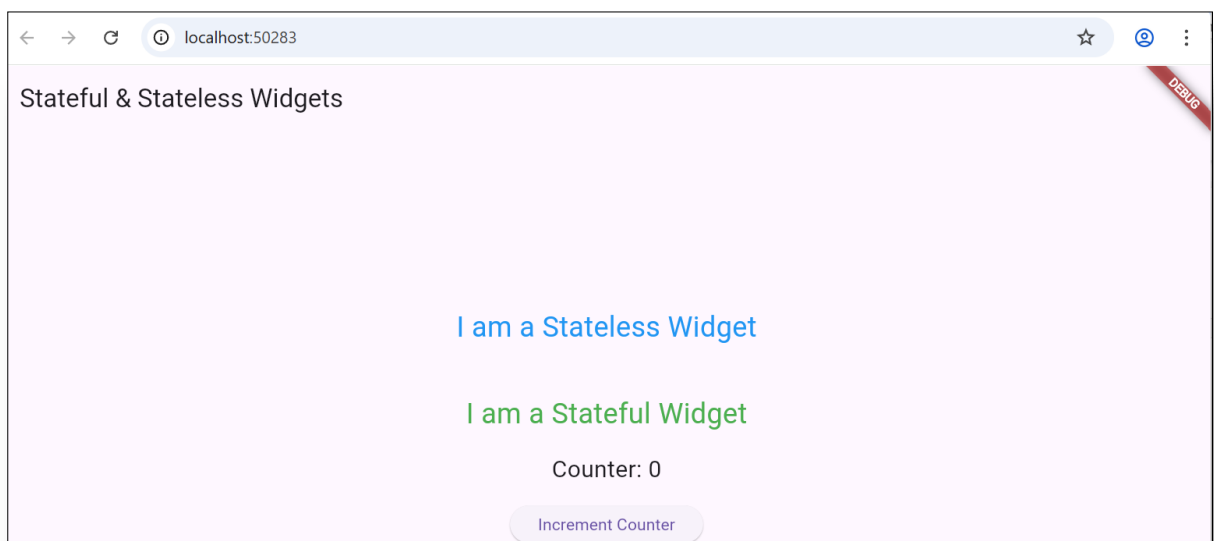 localhost:50283
Stateful & Stateless Widgets
DEBUG
I am a Stateless Widget
I am a Stateful Widget
Counter: 0
Increment Counter